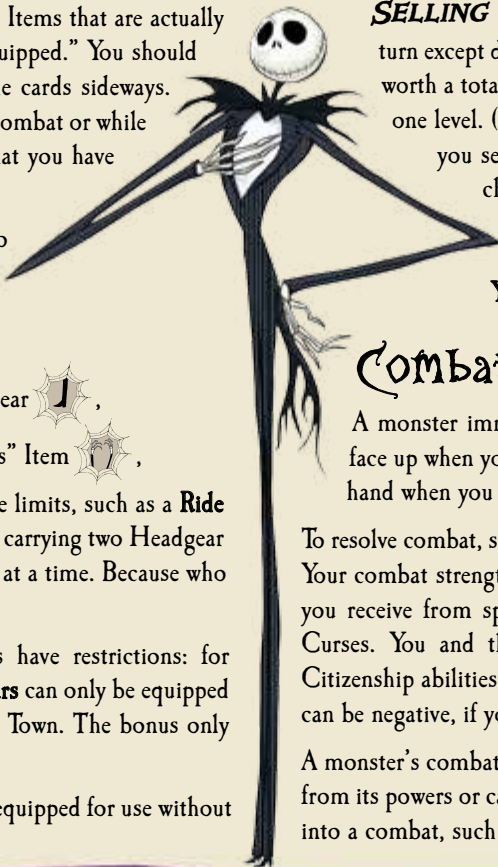 Items that are actually
uipped.” You should
e cards sideways.
ombat or while
at you have
o
ear ,
s” Item ,
e limits, such as a Ride
carrying two Headgear
at a time. Because who
s have restrictions: for
rs can only be equipped
Town. The bonus only
equipped for use without
SELLING
turn except d
worth a tota
one level. (
you se
ch
Y
Combat
A monster imm
face up when yo
hand when you
To resolve combat, s
Your combat strengt
you receive from sp
Curses. You and th
Citizenship abilities
can be negative, if yo
A monster’s combat
from its powers or ca
into a combat, such